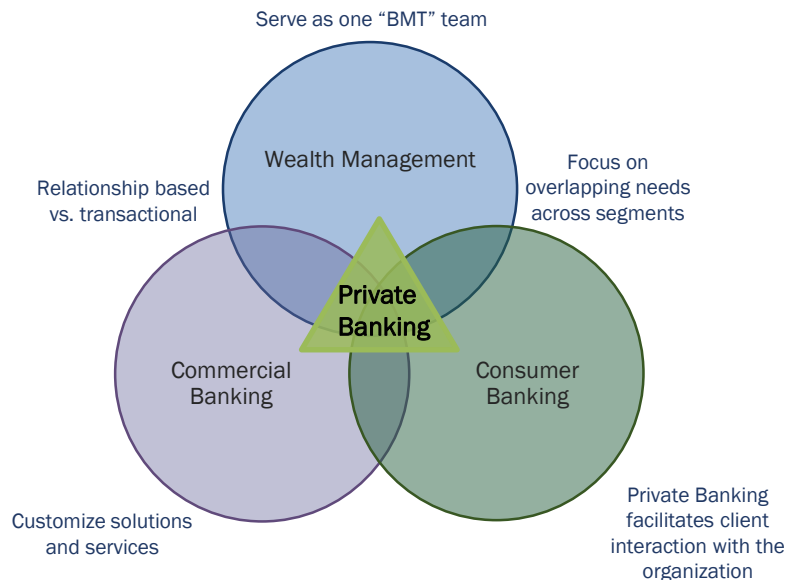 Serve as one “BMT” team
Wealth Management
Relationship based
vs. transactional
Focus on
overlapping needs
across segments
Private
Banking
Commercial
Banking
Consumer
Banking
Customize solutions
and services
Private Banking
facilitates client
interaction with the
organization